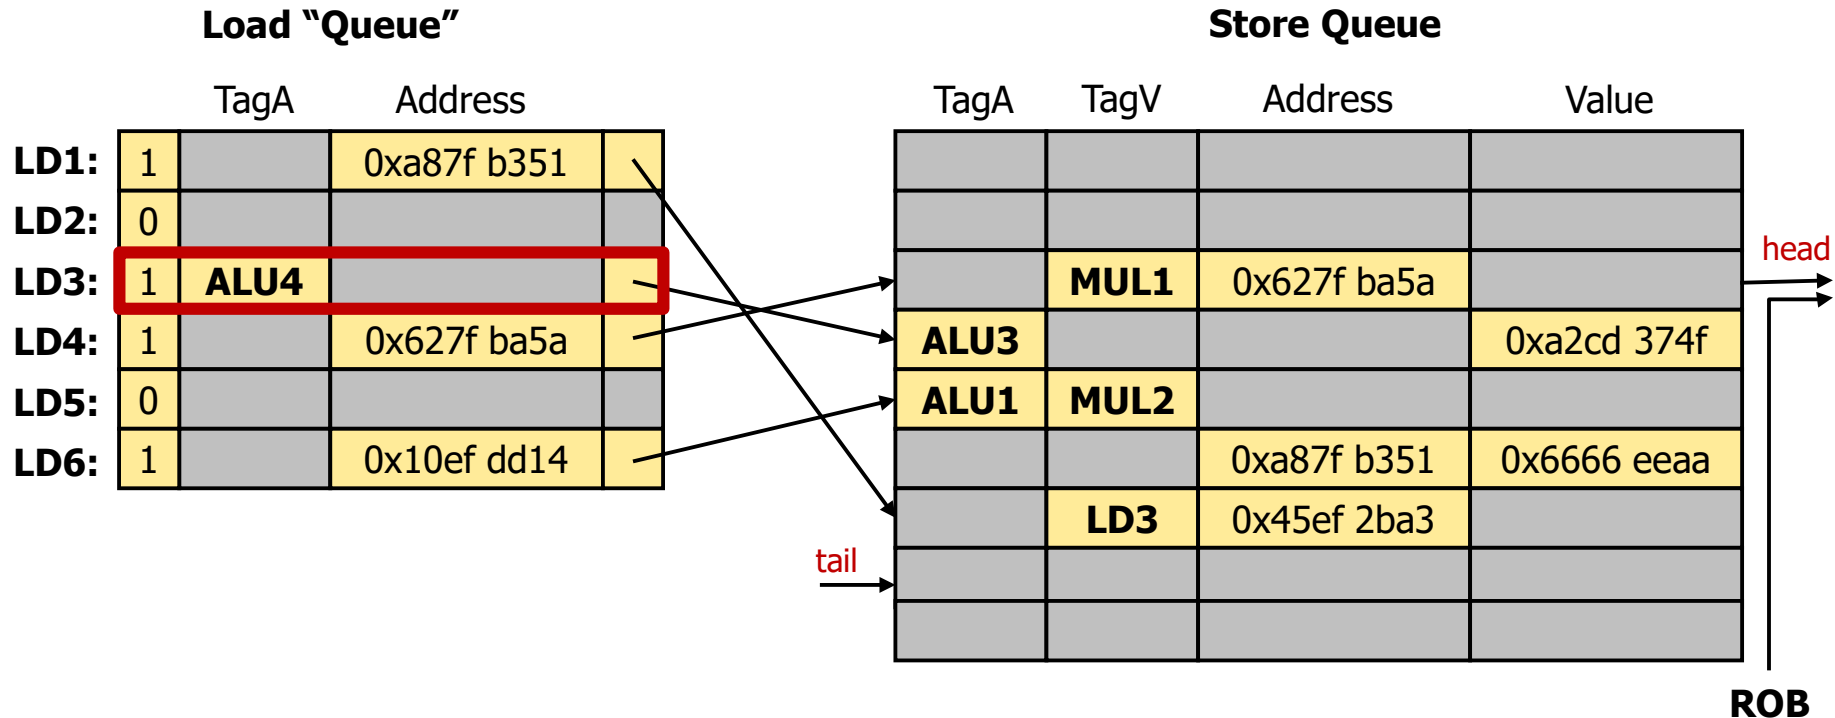 Load “Queue”
Store Queue
TagA Address
TagA TagV Address Value
LD1: 1 0xa87f b351
LD2: 0
head
LD3: 1 ALU4
MUL1 0x627f ba5a
LD4: 1 0x627f ba5a
ALU3 0xa2cd 374f
LD5: 0
ALU1 MUL2
LD6: 1 0x10ef dd14
0xa87f b351 0x6666 eeaa
LD3 0x45ef 2ba3
tail
ROB